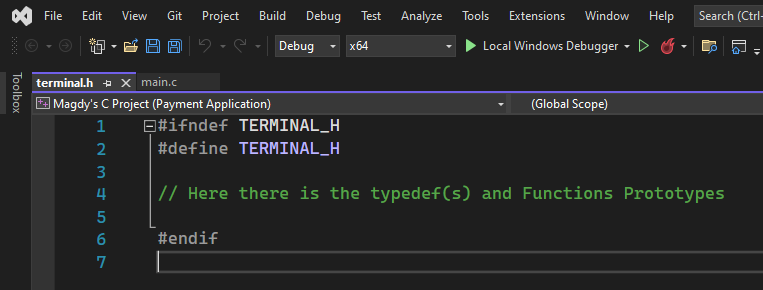 File Edit View Git Project Build Debug Test Analyze Tools Extensions Window Help Search (Ctrl-
Debug x64 Local Windows Debugger
Toolbox
terminal.h main.c
Magdy's C Project (Payment Application) (Global Scope)
1 #ifndef TERMINAL_H
2 #define TERMINAL_H
3
4 // Here there is the typedef(s) and Functions Prototypes
5
6 #endif
7